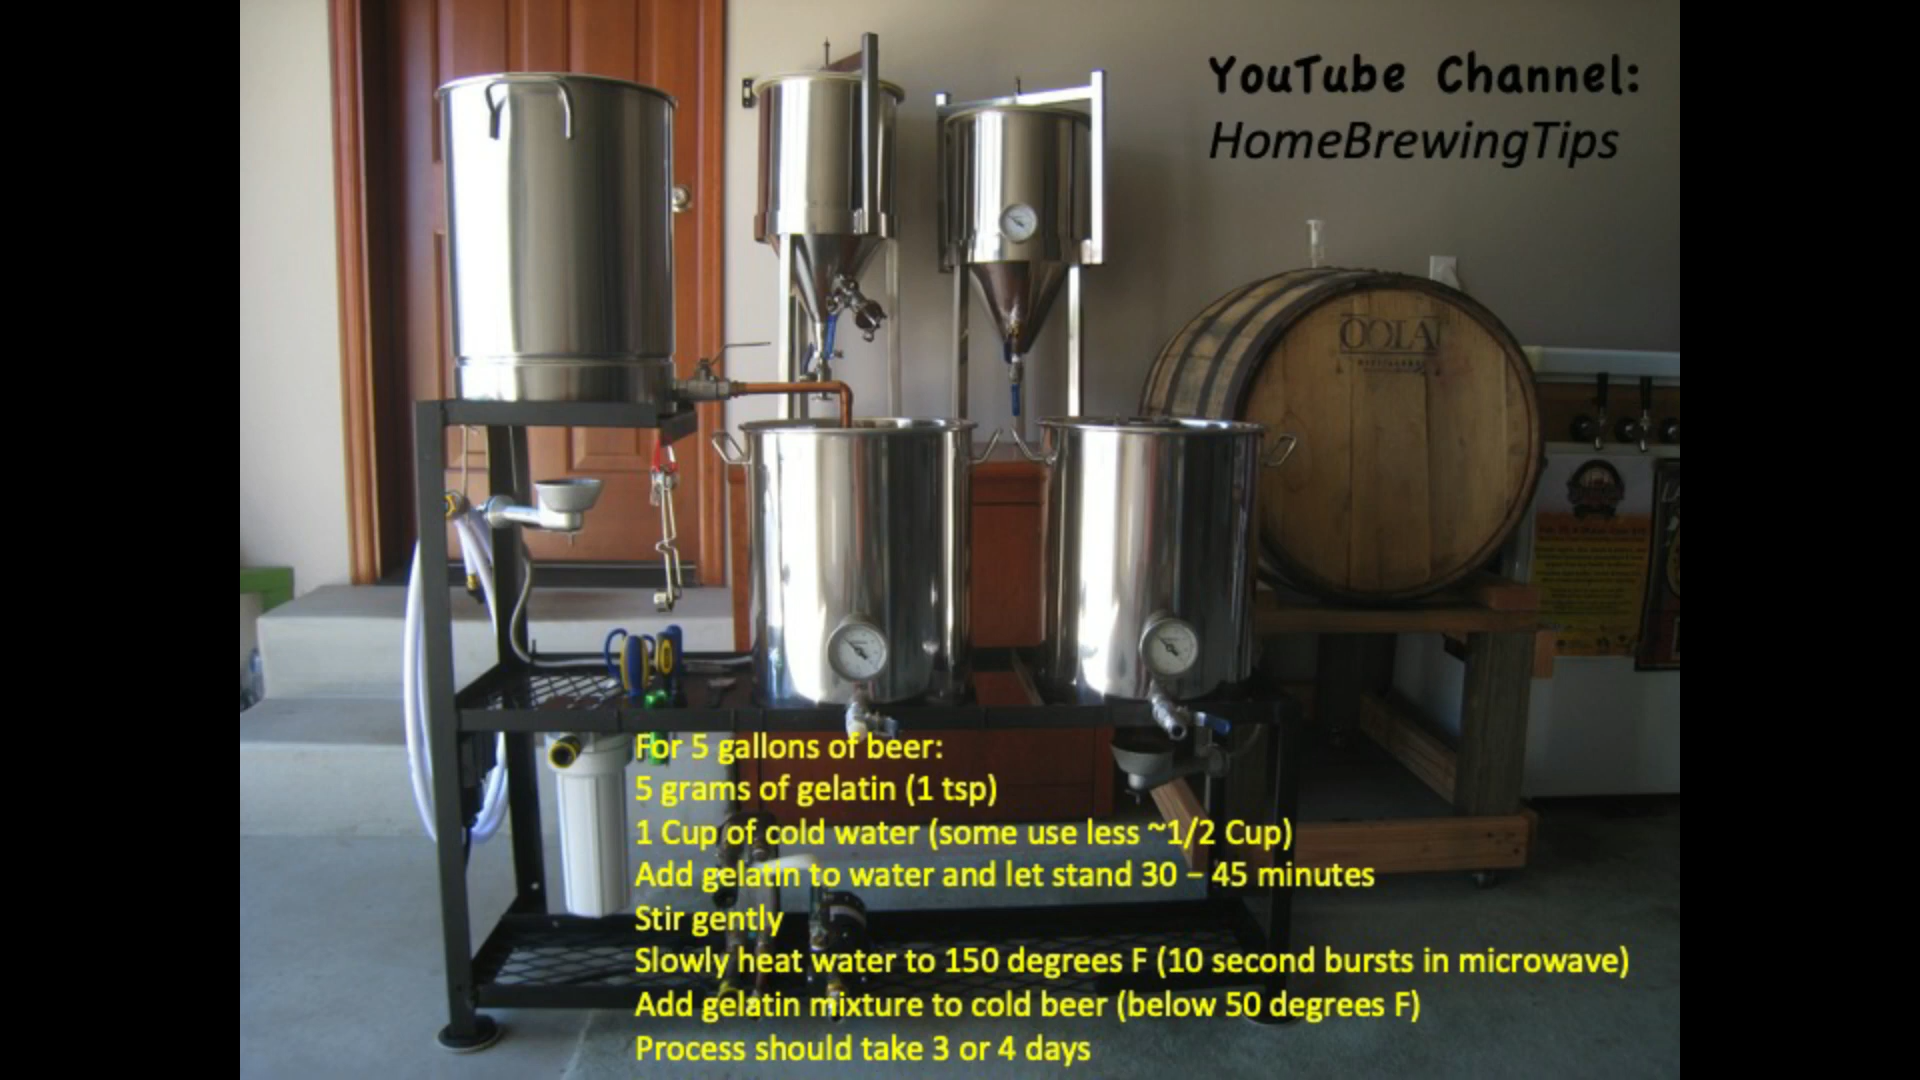 YouTube Channel:
HomeBrewingTips
OOLA
DISTILLERY
For 5 gallons of beer:
5 grams of gelatin (1 tsp)
1 Cup of cold water (some use less ~1/2 Cup)
Add gelatin to water and let stand 30 – 45 minutes
Stir gently
Slowly heat water to 150 degrees F (10 second bursts in microwave)
Add gelatin mixture to cold beer (below 50 degrees F)
Process should take 3 or 4 days